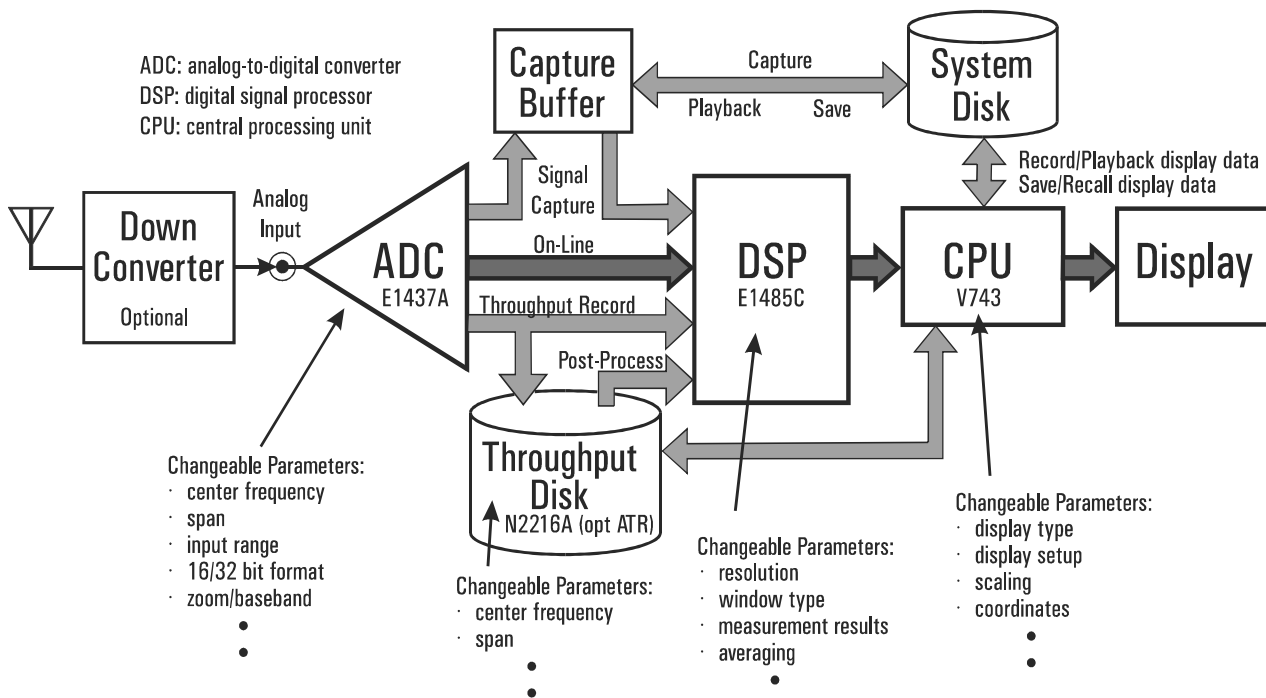 ADC: analog-to-digital converter
DSP: digital signal processor
CPU: central processing unit
Capture
Buffer
Capture
Playback Save
System
Disk
Record/Playback display data
Save/Recall display data
Down
Converter
Optional
Analog
Input
ADC
E1437A
Signal
Capture
On-Line
Throughput Record
Post-Process
DSP
E1485C
CPU
V743
Display
Throughput
Disk
N2216A (opt ATR)
Changeable Parameters:
· center frequency
· span
· input range
· 16/32 bit format
· zoom/baseband
Changeable Parameters:
· center frequency
· span
Changeable Parameters:
· resolution
· window type
· measurement results
· averaging
Changeable Parameters:
· display type
· display setup
· scaling
· coordinates